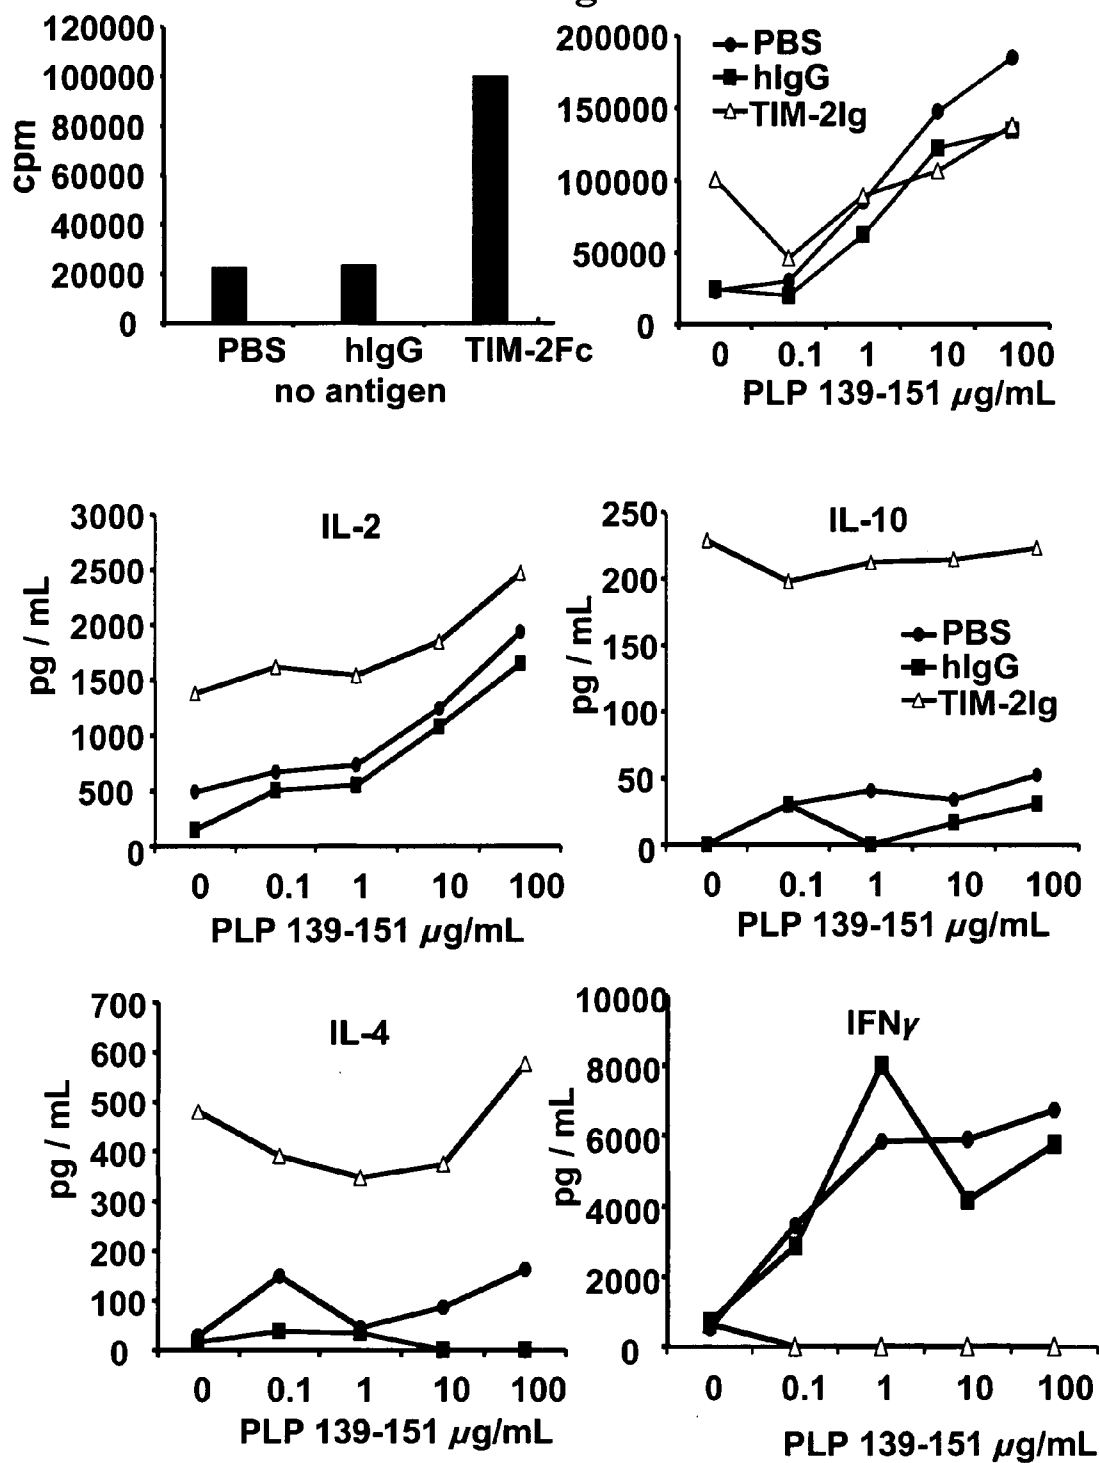 120000
100000
80000
60000
40000
20000
0
cpm
PBS hIgG TIM-2Fc
no antigen
200000
150000
100000
50000
0
PBS
hIgG
TIM-2Ig
0 0.1 1 10 100
PLP 139-151 µg/mL
3000
2500
2000
1500
1000
500
0
pg / mL
IL-2
0 0.1 1 10 100
PLP 139-151 µg/mL
250
200
150
100
50
0
pg / mL
IL-10
PBS
hIgG
TIM-2Ig
0 0.1 1 10 100
PLP 139-151 µg/mL
700
600
500
400
300
200
100
0
pg / mL
IL-4
0 0.1 1 10 100
PLP 139-151 µg/mL
10000
8000
6000
4000
2000
0
pg / mL
IFNγ
0 0.1 1 10 100
PLP 139-151 µg/mL